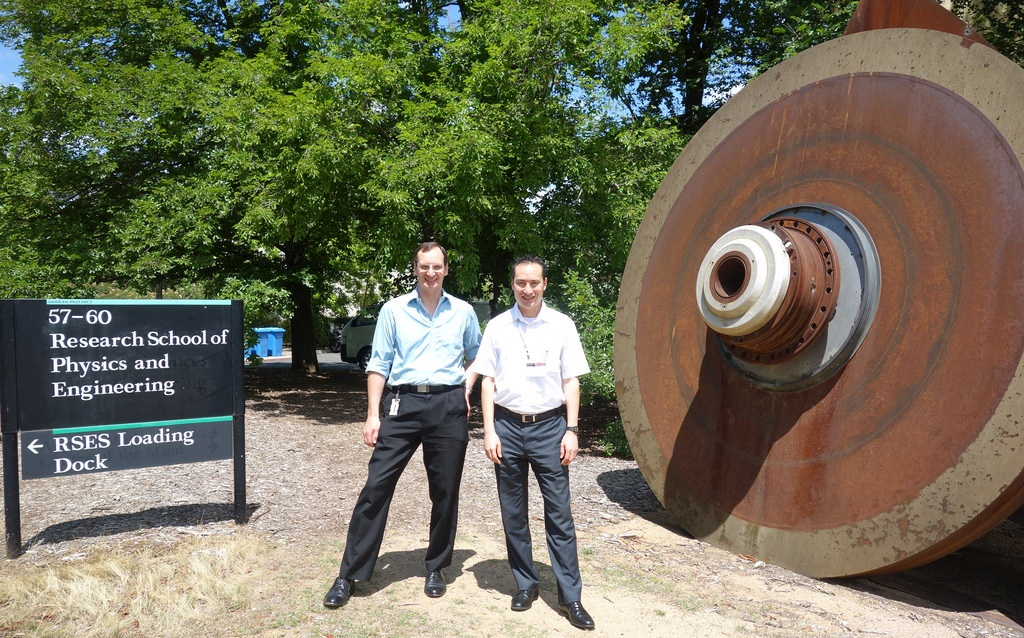 57–60
Research School of
Physics and
Engineering
← RSES Loading
Dock